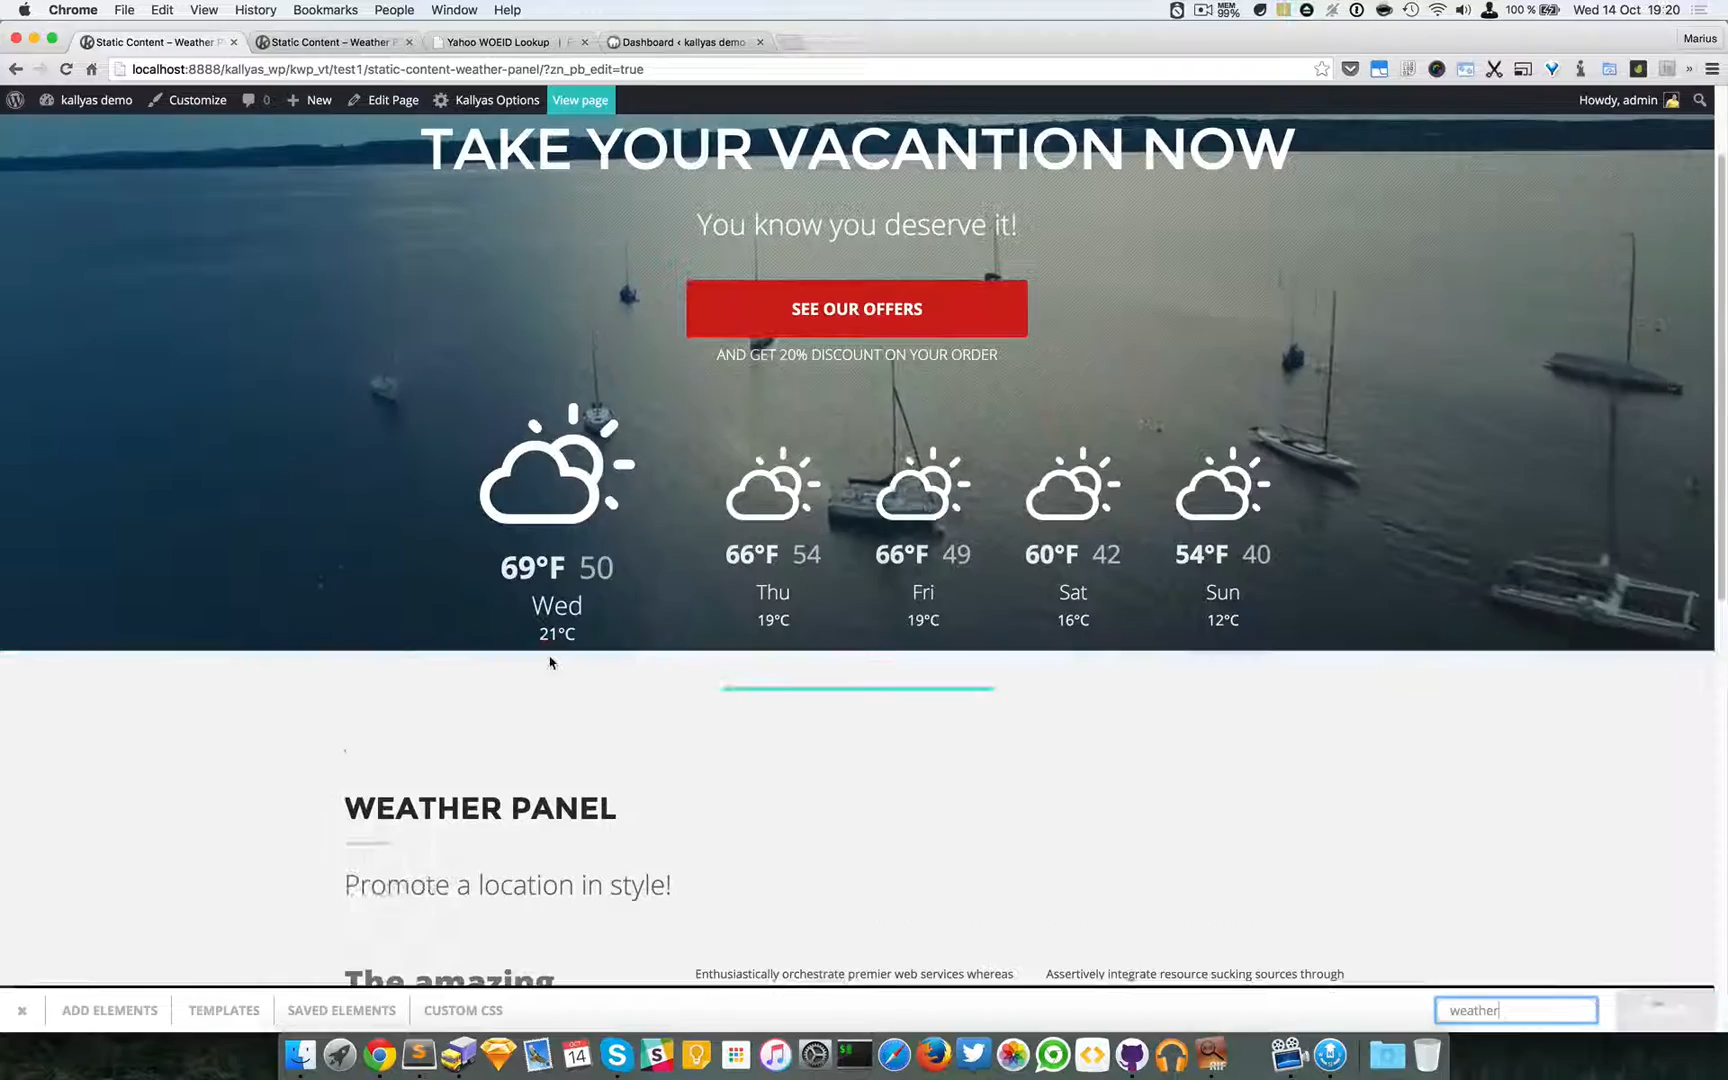 Chrome File Edit View History Bookmarks People Window Help MEM 99% 100 % Wed 14 Oct 19:20
Static Content – Weather P Static Content – Weather P Yahoo WOEID Lookup Dashboard ‹ kallyas demo Marius
localhost:8888/kallyas_wp/kwp_vt/test1/static-content-weather-panel/?zn_pb_edit=true
kallyas demo Customize 0 New Edit Page Kallyas Options View page Howdy, admin
TAKE YOUR VACANTION NOW
You know you deserve it!
SEE OUR OFFERS
AND GET 20% DISCOUNT ON YOUR ORDER
69°F 50 66°F 54 66°F 49 60°F 42 54°F 40
Wed Thu Fri Sat Sun
21°C 19°C 19°C 16°C 12°C
WEATHER PANEL
Promote a location in style!
The amazing
Enthusiastically orchestrate premier web services whereas Assertively integrate resource sucking sources through
ADD ELEMENTS TEMPLATES SAVED ELEMENTS CUSTOM CSS weather
OCT
14